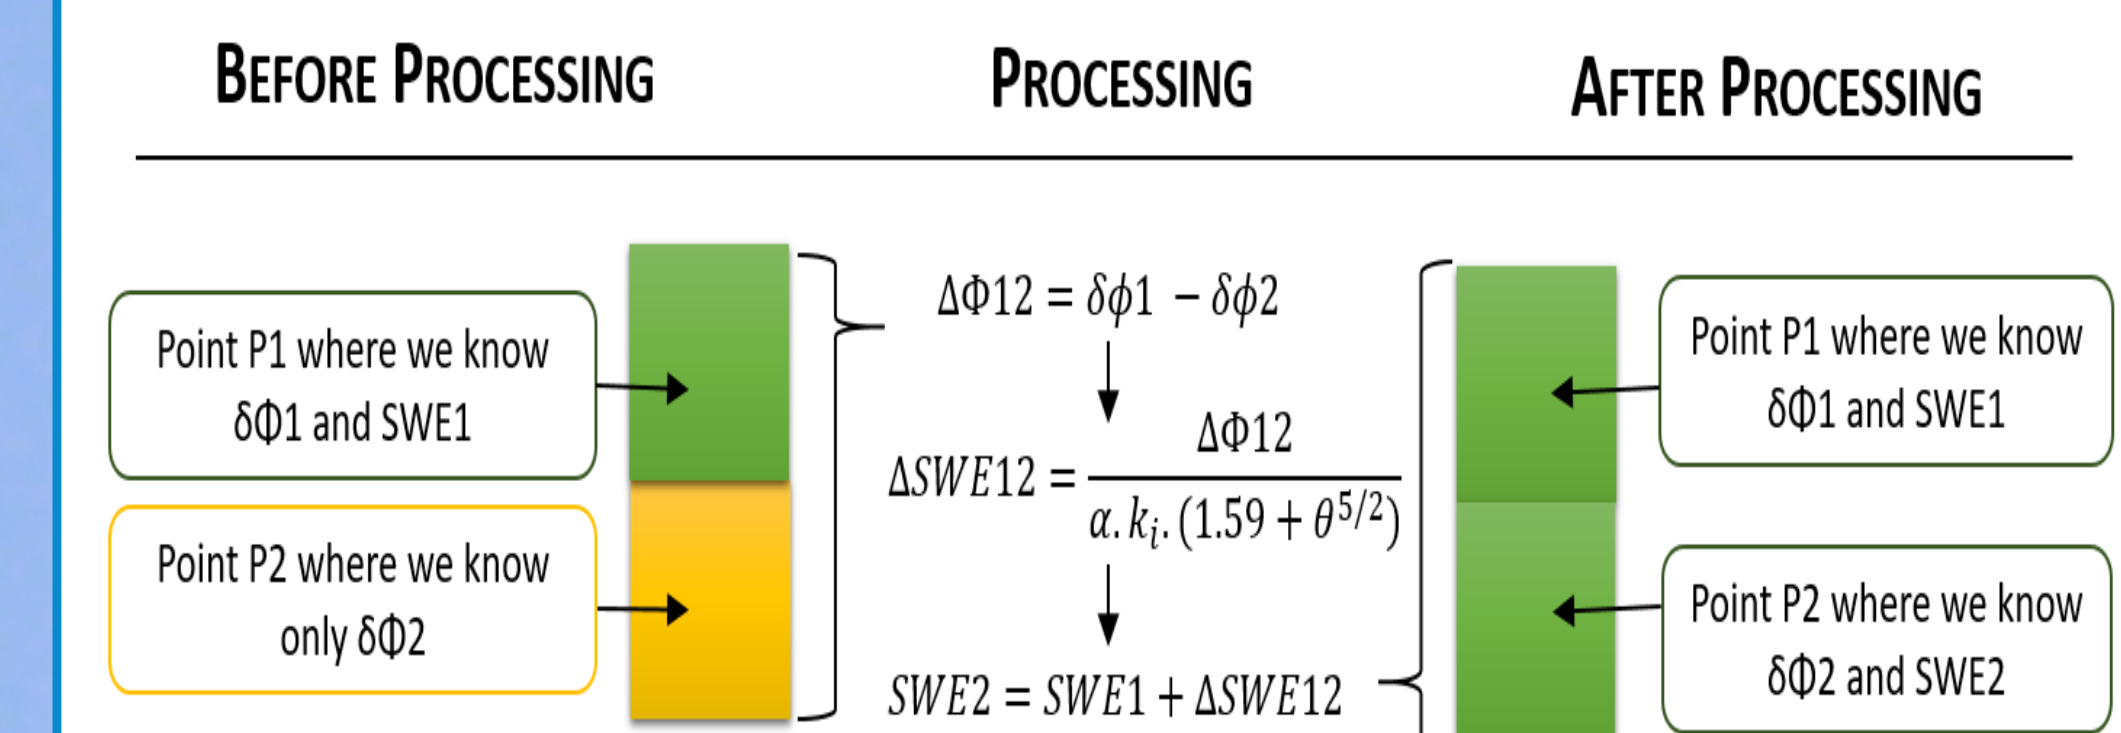 BEFORE PROCESSING
PROCESSING
AFTER PROCESSING
Point P1 where we know
δΦ1 and SWE1
Point P2 where we know
only δΦ2
ΔΦ12 = δϕ1 − δϕ2
ΔSWE12 = ΔΦ12 / α.kᵢ.(1.59 + θ^5/2)
SWE2 = SWE1 + ΔSWE12
Point P1 where we know
δΦ1 and SWE1
Point P2 where we know
δΦ2 and SWE2